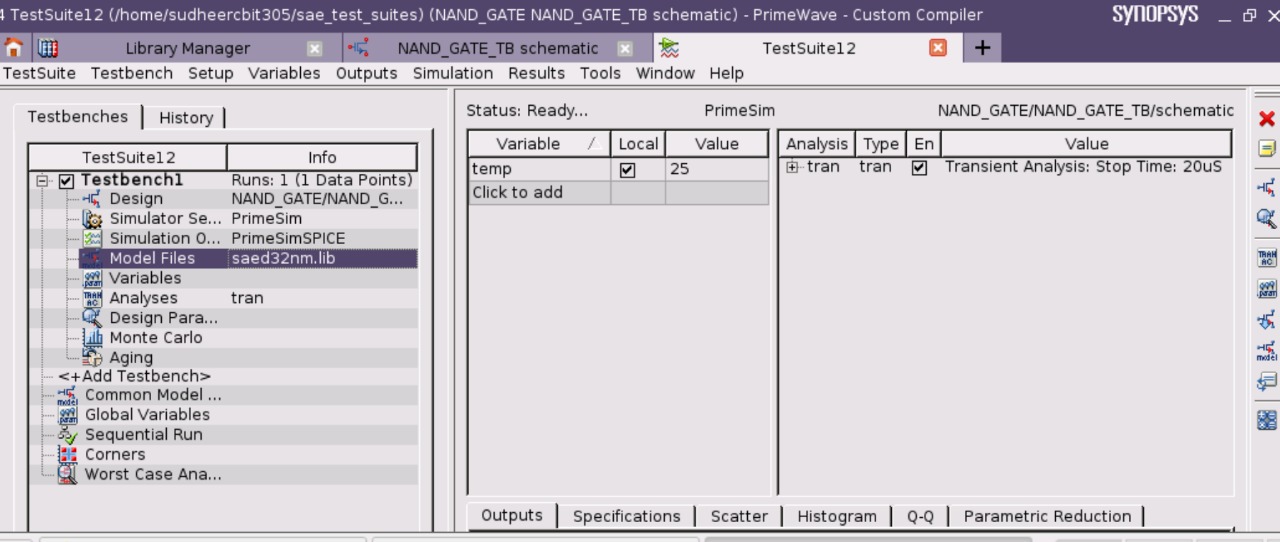 4 TestSuite12 (/home/sudheercbit305/sae_test_suites) (NAND_GATE NAND_GATE_TB schematic) - PrimeWave - Custom Compiler
SYNOPSYS
Library Manager
NAND_GATE_TB schematic
TestSuite12
TestSuite Testbench Setup Variables Outputs Simulation Results Tools Window Help
Testbenches History
TestSuite12 Info
Testbench1 Runs: 1 (1 Data Points)
Design NAND_GATE/NAND_G...
Simulator Se... PrimeSim
Simulation O... PrimeSimSPICE
Model Files saed32nm.lib
Variables
Analyses tran
Design Para...
Monte Carlo
Aging
<+Add Testbench>
Common Model ...
Global Variables
Sequential Run
Corners
Worst Case Ana...
Status: Ready... PrimeSim NAND_GATE/NAND_GATE_TB/schematic
Variable Local Value
temp 25
Click to add
Analysis Type En Value
tran tran Transient Analysis: Stop Time: 20uS
Outputs Specifications Scatter Histogram Q-Q Parametric Reduction